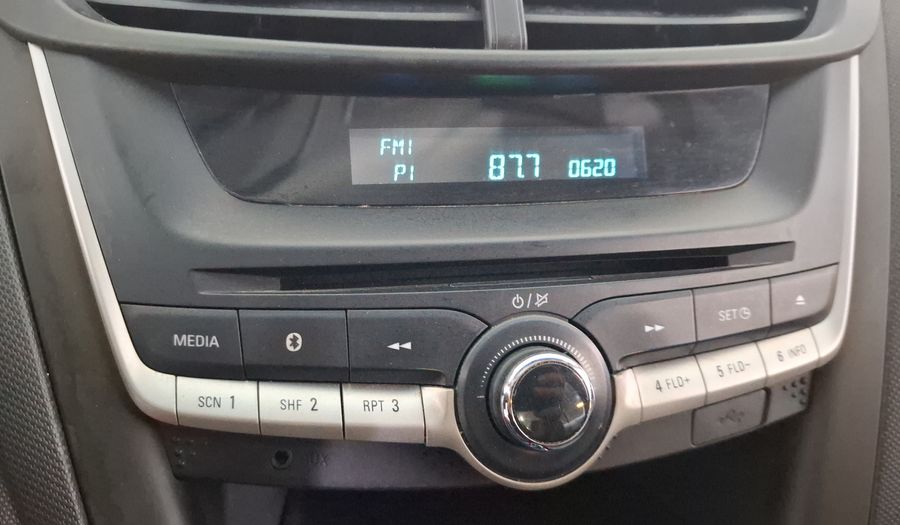 FM1
P1 87.7 0620
MEDIA
SET
SCN 1 SHF 2 RPT 3 4 FLD+ 5 FLD- 6 INFO